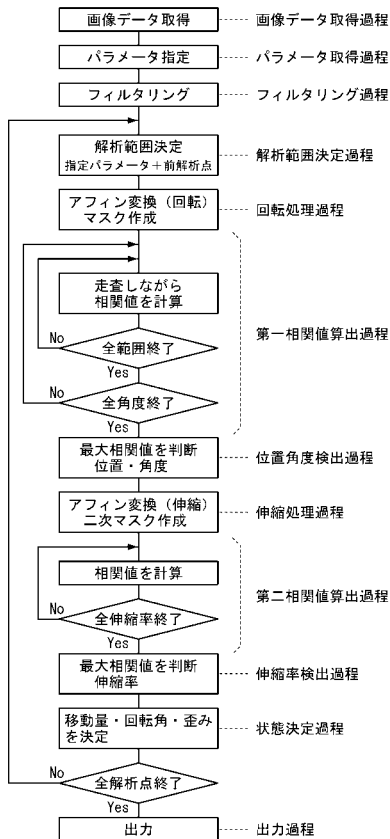 画像データ取得
画像データ取得過程
パラメータ指定
パラメータ取得過程
フィルタリング
フィルタリング過程
解析範囲決定
指定パラメータ+前解析点
解析範囲決定過程
アフィン変換（回転）
マスク作成
回転処理過程
走査しながら
相関値を計算
第一相関値算出過程
No
全範囲終了
Yes
No
全角度終了
Yes
最大相関値を判断
位置・角度
位置角度検出過程
アフィン変換（伸縮）
二次マスク作成
伸縮処理過程
相関値を計算
第二相関値算出過程
No
全伸縮率終了
Yes
最大相関値を判断
伸縮率
伸縮率検出過程
移動量・回転角・歪み
を決定
状態決定過程
No
全解析点終了
Yes
出力
出力過程